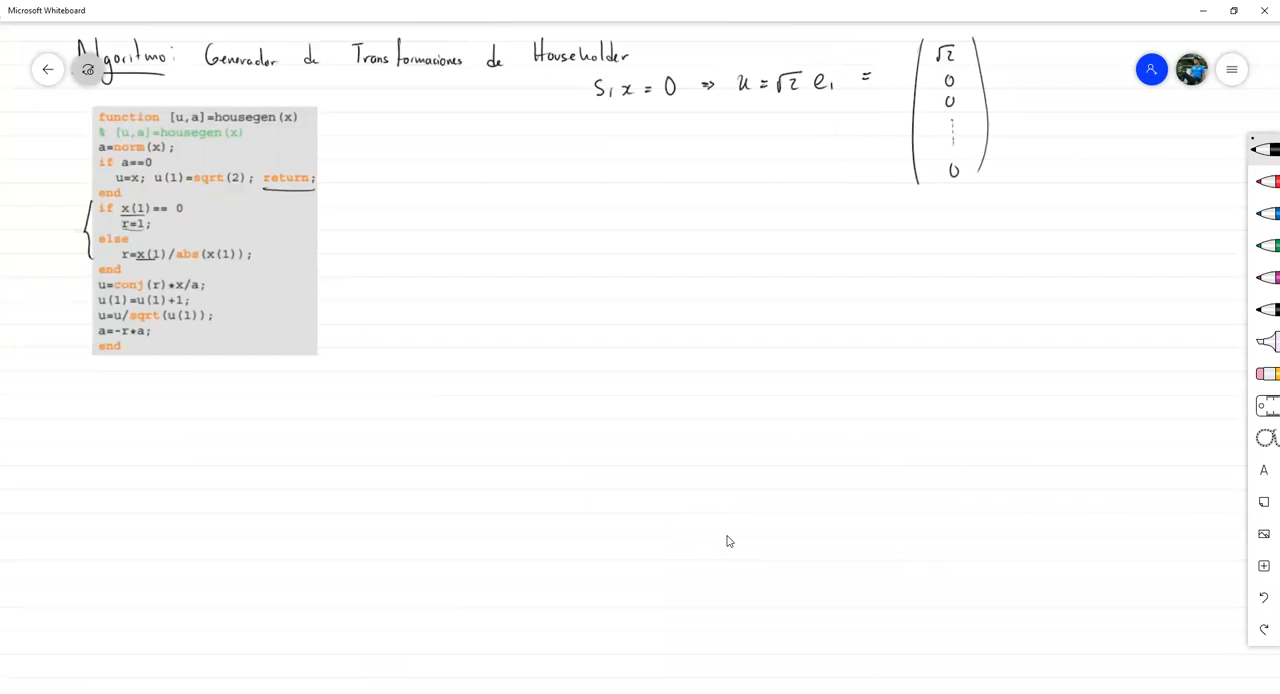 Microsoft Whiteboard
Algoritmo: Generador de Transformaciones de Householder
Si x = 0 ⇒ u = √2 e₁ =
√2
0
0
⋮
0
function [u,a]=housegen(x)
% [u,a]=housegen(x)
a=norm(x);
if a==0
u=x; u(1)=sqrt(2); return;
end
if x(1)== 0
r=1;
else
r=x(1)/abs(x(1));
end
u=conj(r)*x/a;
u(1)=u(1)+1;
u=u/sqrt(u(1));
a=-r*a;
end
A